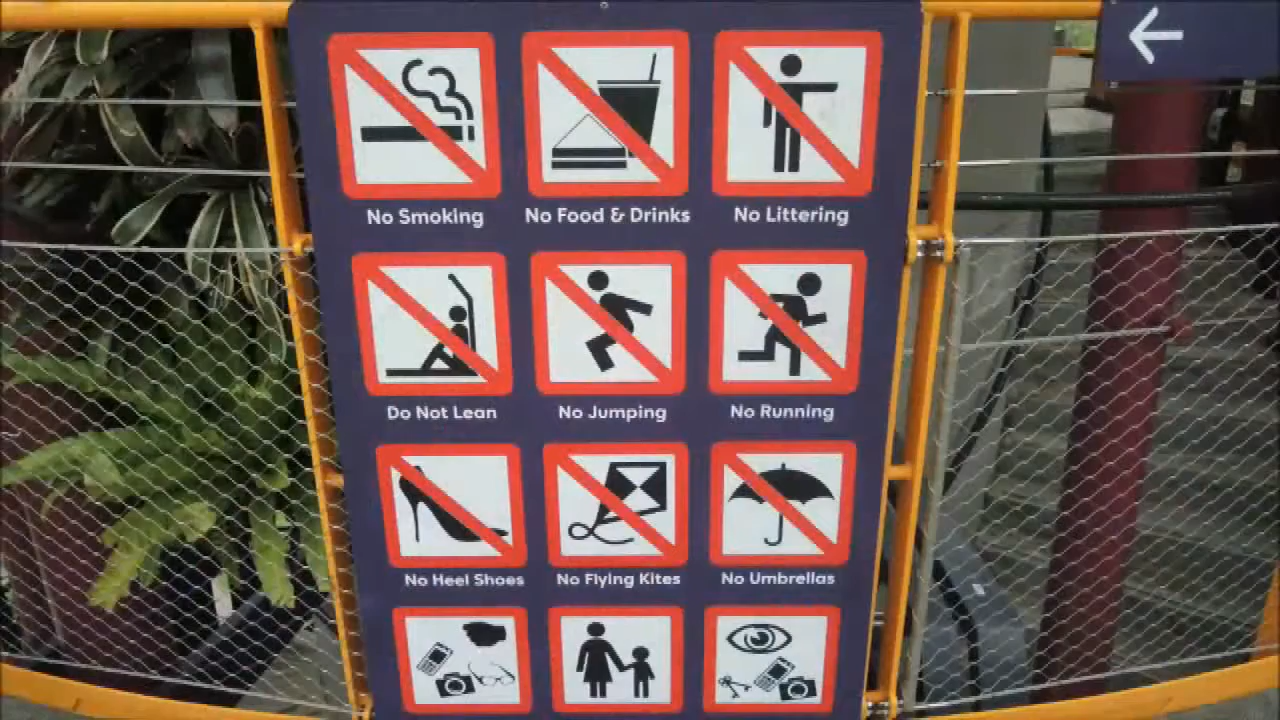 No Smoking
No Food & Drinks
No Littering
Do Not Lean
No Jumping
No Running
No Heel Shoes
No Flying Kites
No Umbrellas